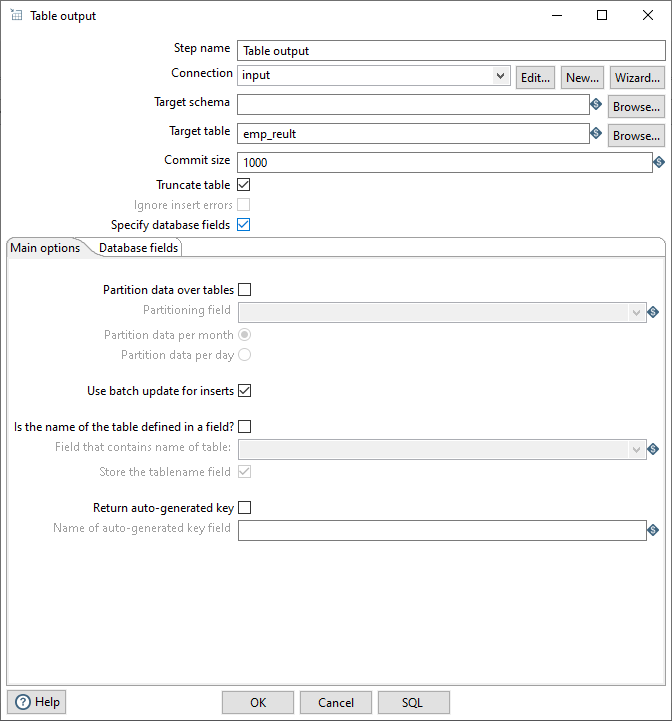 Table output
Step name Table output
Connection input Edit... New... Wizard...
Target schema Browse...
Target table emp_reult Browse...
Commit size 1000
Truncate table
Ignore insert errors
Specify database fields
Main options Database fields
Partition data over tables
Partitioning field
Partition data per month
Partition data per day
Use batch update for inserts
Is the name of the table defined in a field?
Field that contains name of table:
Store the tablename field
Return auto-generated key
Name of auto-generated key field
Help OK Cancel SQL